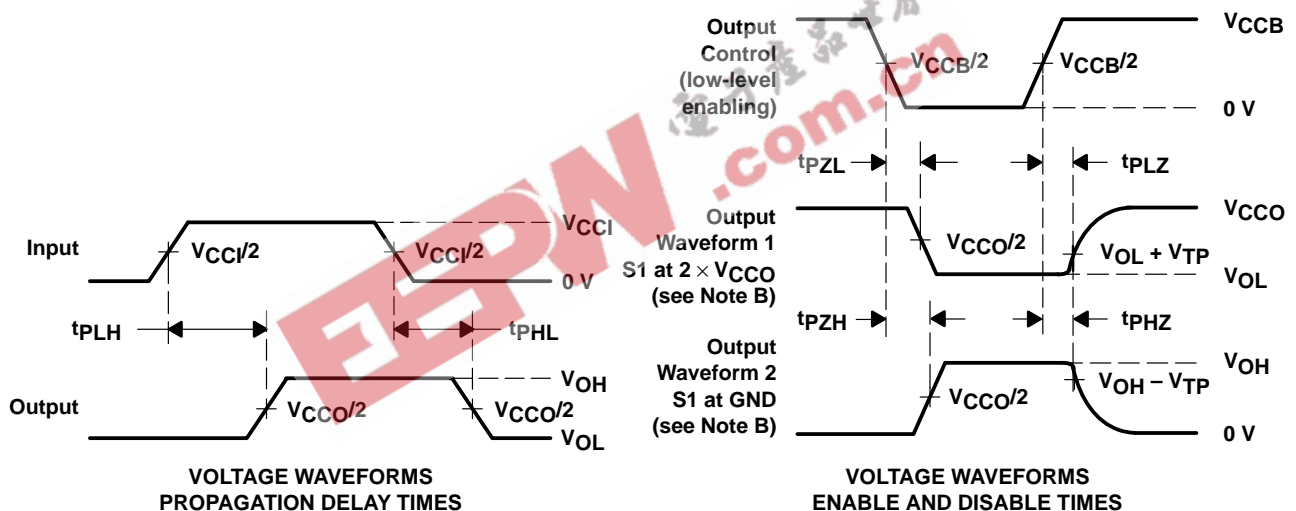 Input
VCCI/2
VCCI/2
VCCI
0 V
tPLH
tPHL
Output
VCCO/2
VCCO/2
VOH
VOL
VOLTAGE WAVEFORMS
PROPAGATION DELAY TIMES
Output
Control
(low-level
enabling)
VCCB/2
VCCB/2
VCCB
0 V
tPZL
tPLZ
Output
Waveform 1
S1 at 2 × VCCO
(see Note B)
VCCO/2
VCCO
VOL + VTP
VOL
tPZH
tPHZ
Output
Waveform 2
S1 at GND
(see Note B)
VCCO/2
VOH
VOH − VTP
0 V
VOLTAGE WAVEFORMS
ENABLE AND DISABLE TIMES
EEPW
.com.cn